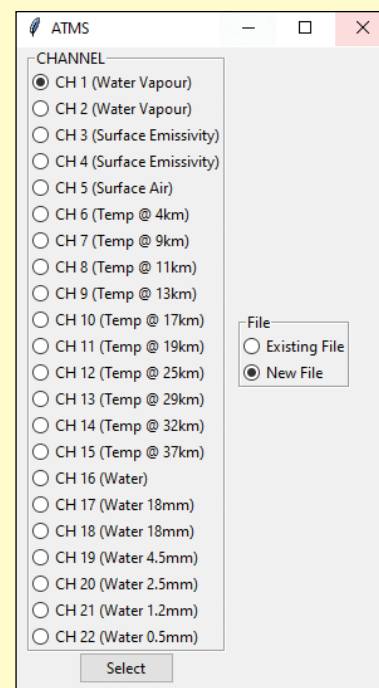 ATMS
CHANNEL
CH 1 (Water Vapour)
CH 2 (Water Vapour)
CH 3 (Surface Emissivity)
CH 4 (Surface Emissivity)
CH 5 (Surface Air)
CH 6 (Temp @ 4km)
CH 7 (Temp @ 9km)
CH 8 (Temp @ 11km)
CH 9 (Temp @ 13km)
CH 10 (Temp @ 17km)
CH 11 (Temp @ 19km)
CH 12 (Temp @ 25km)
CH 13 (Temp @ 29km)
CH 14 (Temp @ 32km)
CH 15 (Temp @ 37km)
CH 16 (Water)
CH 17 (Water 18mm)
CH 18 (Water 18mm)
CH 19 (Water 4.5mm)
CH 20 (Water 2.5mm)
CH 21 (Water 1.2mm)
CH 22 (Water 0.5mm)
Select
File
Existing File
New File